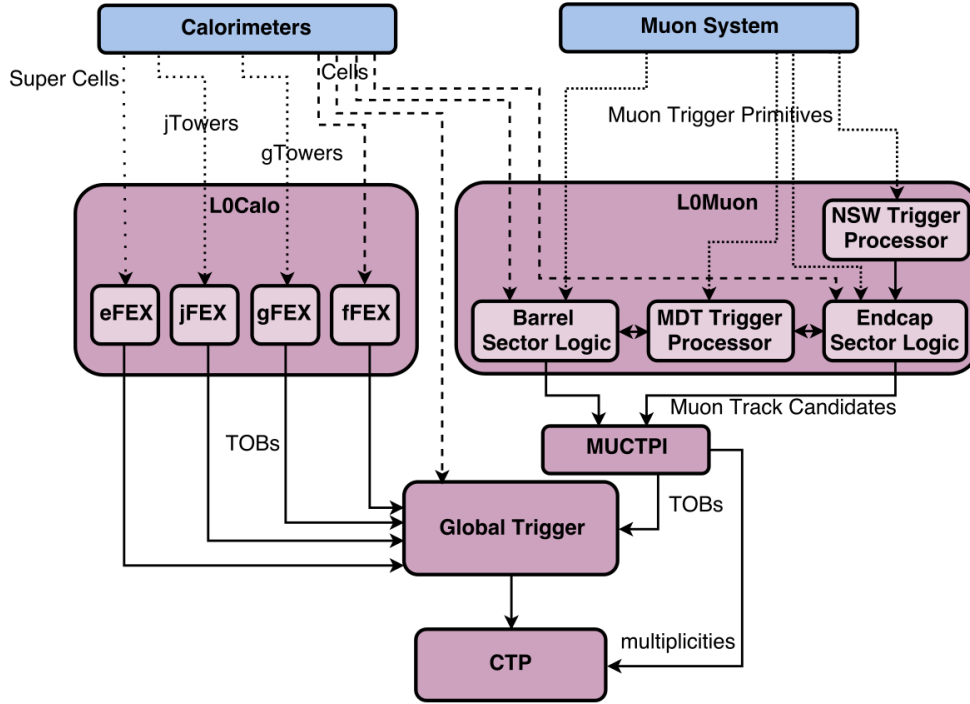 Calorimeters
Muon System
Super Cells
Cells
jTowers
Muon Trigger Primitives
gTowers
L0Calo
L0Muon
NSW Trigger
Processor
eFEX
jFEX
gFEX
fFEX
Barrel
Sector Logic
MDT Trigger
Processor
Endcap
Sector Logic
Muon Track Candidates
TOBs
MUCTPI
TOBs
Global Trigger
multiplicities
CTP